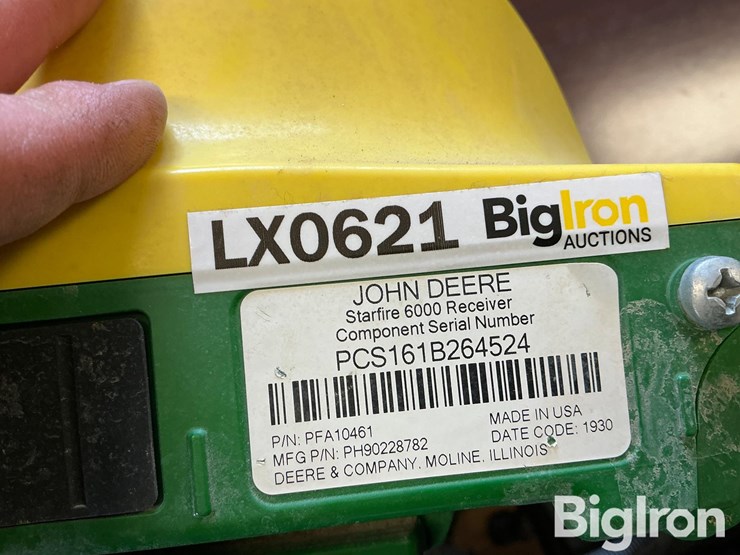 LX0621 BigIron
AUCTIONS
JOHN DEERE
Starfire 6000 Receiver
Component Serial Number
PCS161B264524
P/N: PFA10461
MFG P/N: PH90228782
MADE IN USA
DATE CODE: 1930
DEERE & COMPANY, MOLINE, ILLINOIS
BigIron